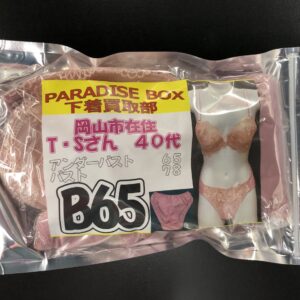 PARADISE BOX
下着買取部
岡山市在住
T・Sさん 40代
アンダーバスト 65
バスト 78
B65